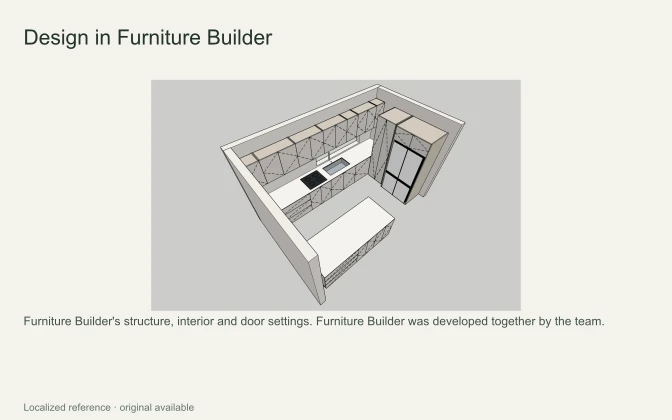 Design in Furniture Builder
Furniture Builder's structure, interior and door settings. Furniture Builder was developed together by the team.
Localized reference · original available